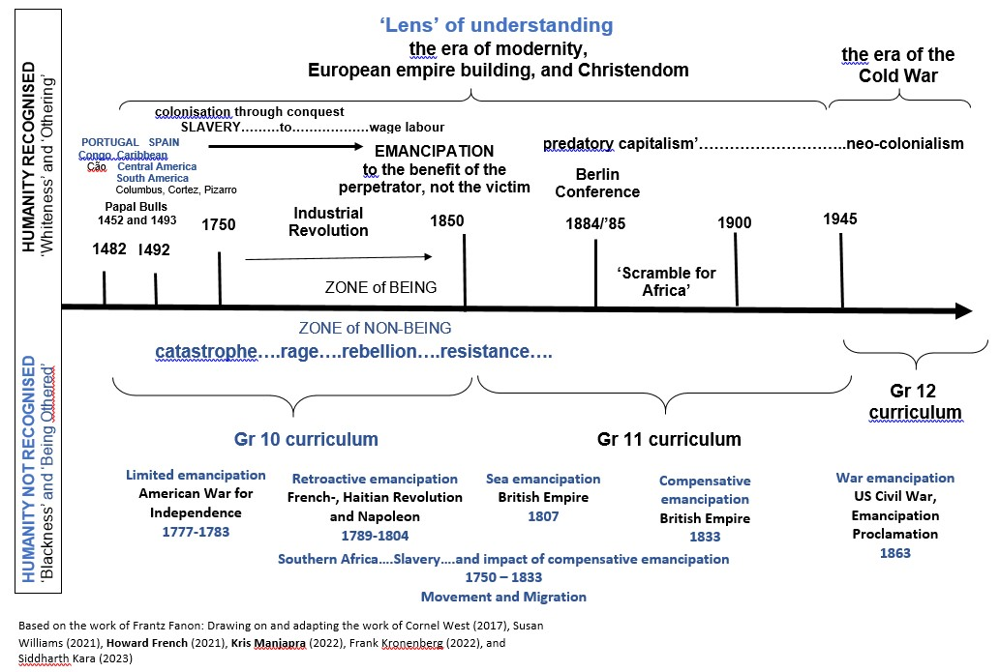 ‘Lens’ of understanding
the era of modernity,
European empire building, and Christendom
the era of the
Cold War
HUMANITY RECOGNISED
‘Whiteness’ and ‘Othering’
colonisation through conquest
SLAVERY.........to..................wage labour
PORTUGAL SPAIN
Congo Caribbean
Cão Central America
South America
Columbus, Cortez, Pizarro
EMANCIPATION
to the benefit of the
perpetrator, not the victim
predatory capitalism’..............................neo-colonialism
Berlin
Conference
Papal Bulls
1452 and 1493
1482 I492
1750
Industrial
Revolution
1850
1884/’85
1900
1945
‘Scramble for
Africa’
ZONE of BEING
ZONE of NON-BEING
catastrophe….rage….rebellion….resistance….
HUMANITY NOT RECOGNISED
‘Blackness’ and ‘Being Othered’
Gr 10 curriculum
Gr 11 curriculum
Gr 12
curriculum
Limited emancipation
American War for
Independence
1777-1783
Retroactive emancipation
French-, Haitian Revolution
and Napoleon
1789-1804
Sea emancipation
British Empire
1807
Compensative
emancipation
British Empire
1833
War emancipation
US Civil War,
Emancipation
Proclamation
1863
Southern Africa….Slavery….and impact of compensative emancipation
1750 – 1833
Movement and Migration
Based on the work of Frantz Fanon: Drawing on and adapting the work of Cornel West (2017), Susan
Williams (2021), Howard French (2021), Kris Manjapra (2022), Frank Kronenberg (2022), and
Siddharth Kara (2023)